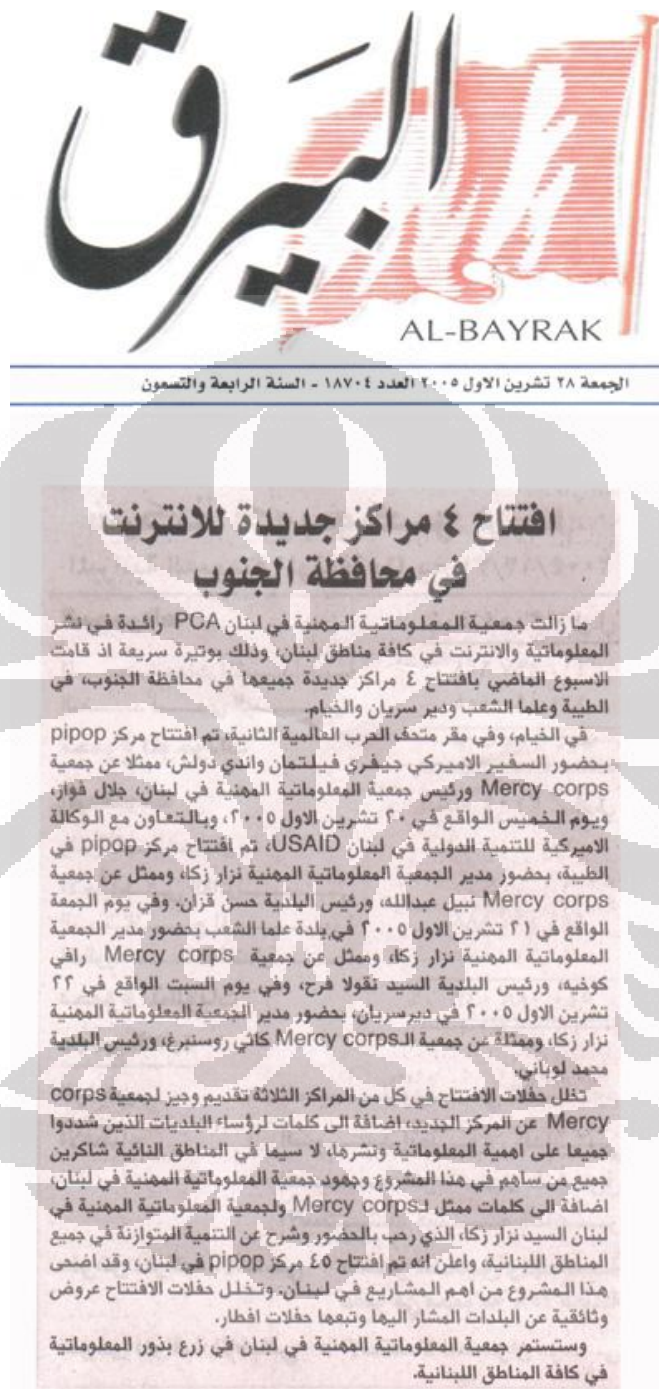 البيرق
AL-BAYRAK
الجمعة ٢٨ تشرين الاول ٢٠٠٥ العدد ١٨٧٠٤ - السنة الرابعة والتسعون
افتتاح ٤ مراكز جديدة للانترنت
في محافظة الجنوب
ما زالت جمعية المعلوماتية المهنية في لبنان PCA رائدة في نشر
المعلوماتية والانترنت في كافة مناطق لبنان، وذلك بوتيرة سريعة اذ قامت
الاسبوع الماضي بافتتاح ٤ مراكز جديدة جميعها في محافظة الجنوب، في
الطيبة وعلما الشعب ودير سريان والخيام.
في الخيام، وفي مقر متحف الحرب العالمية الثانية، تم افتتاح مركز pipop
بحضور السفير الاميركي جيفري فيلتمان واندي دولش، ممثلا عن جمعية
Mercy corps ورئيس جمعية المعلوماتية المهنية في لبنان، جلال فواز،
ويوم الخميس الواقع في ٢٠ تشرين الاول ٢٠٠٥، وبالتعاون مع الوكالة
الاميركية للتنمية الدولية في لبنان USAID، تم افتتاح مركز pipop في
الطيبة، بحضور مدير الجمعية المعلوماتية المهنية نزار زكا، وممثل عن جمعية
Mercy corps نبيل عبدالله، ورئيس البلدية حسن قزان. وفي يوم الجمعة
الواقع في ٢١ تشرين الاول ٢٠٠٥ في بلدة علما الشعب بحضور مدير الجمعية
المعلوماتية المهنية نزار زكا، وممثل عن جمعية Mercy corps رافي
كوخيه، ورئيس البلدية السيد نقولا فرح، وفي يوم السبت الواقع في ٢٢
تشرين الاول ٢٠٠٥ في ديرسريان، بحضور مدير الجمعية المعلوماتية المهنية
نزار زكا، وممثلة عن جمعية الـMercy corps كاثي روسنبرغ، ورئيس البلدية
محمد لوباني.
تخلل حفلات الافتتاح في كل من المراكز الثلاثة تقديم وجيز لجمعية corps
Mercy عن المركز الجديد، اضافة الى كلمات لرؤساء البلديات الذين شددوا
جميعا على اهمية المعلوماتية ونشرها، لا سيما في المناطق النائية شاكرين
جميع من ساهم في هذا المشروع وجهود جمعية المعلوماتية المهنية في لبنان،
اضافة الى كلمات ممثل لـMercy corps ولجمعية المعلوماتية المهنية في
لبنان السيد نزار زكا، الذي رحب بالحضور وشرح عن التنمية المتوازنة في جميع
المناطق اللبنانية، واعلن انه تم افتتاح ٤٥ مركز pipop في لبنان، وقد اضحى
هذا المشروع من اهم المشاريع في لبنان. وتخلل حفلات الافتتاح عروض
وثائقية عن البلدات المشار اليها وتبعها حفلات افطار.
وستستمر جمعية المعلوماتية المهنية في لبنان في زرع بذور المعلوماتية
في كافة المناطق اللبنانية.